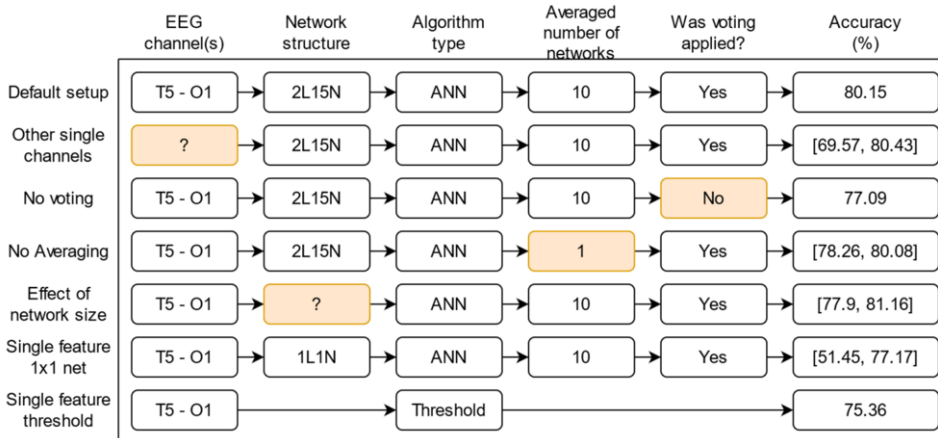 EEG channel(s) Network structure Algorithm type Averaged number of networks Was voting applied? Accuracy (%)
Default setup T5 - O1 2L15N ANN 10 Yes 80.15
Other single channels ? 2L15N ANN 10 Yes [69.57, 80.43]
No voting T5 - O1 2L15N ANN 10 No 77.09
No Averaging T5 - O1 2L15N ANN 1 Yes [78.26, 80.08]
Effect of network size T5 - O1 ? ANN 10 Yes [77.9, 81.16]
Single feature 1x1 net T5 - O1 1L1N ANN 10 Yes [51.45, 77.17]
Single feature threshold T5 - O1 Threshold 75.36